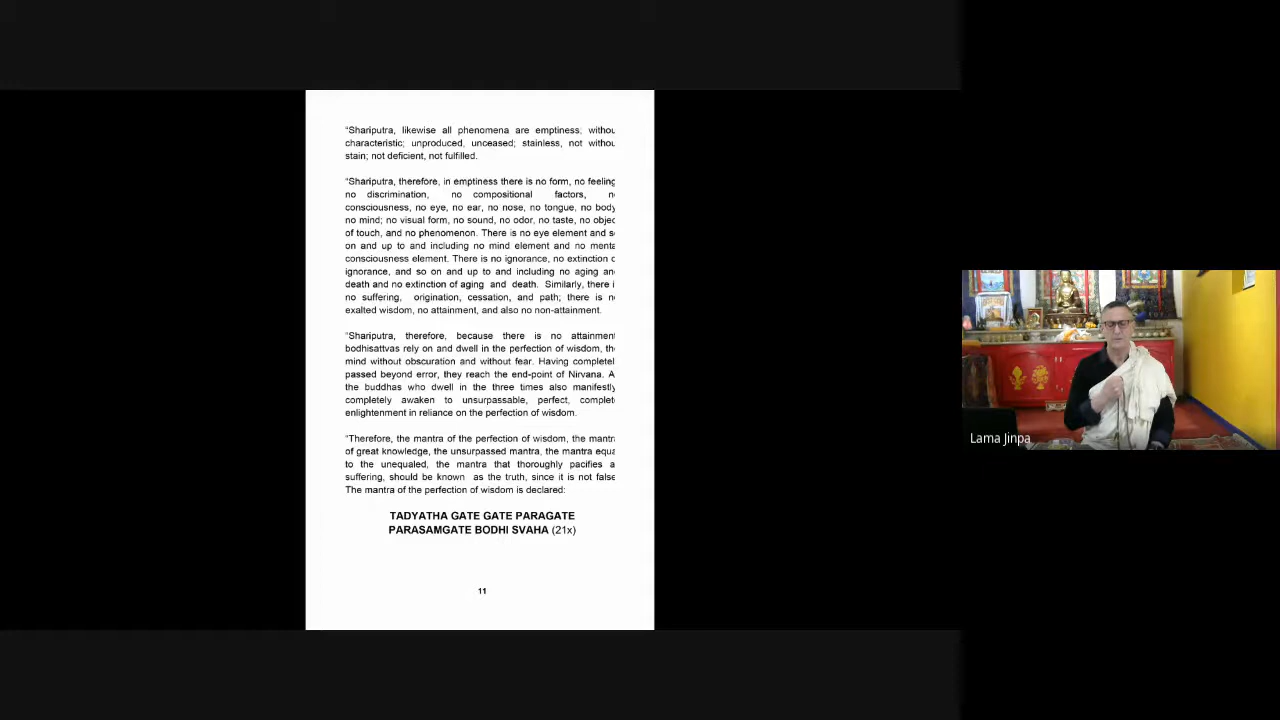 “Shariputra, likewise all phenomena are emptiness; withou
characteristic; unproduced, unceased; stainless, not withou
stain; not deficient, not fulfilled.
“Shariputra, therefore, in emptiness there is no form, no feeling
no discrimination, no compositional factors, n
consciousness, no eye, no ear, no nose, no tongue, no body
no mind; no visual form, no sound, no odor, no taste, no objec
of touch, and no phenomenon. There is no eye element and s
on and up to and including no mind element and no menta
consciousness element. There is no ignorance, no extinction o
ignorance, and so on and up to and including no aging an
death and no extinction of aging and death. Similarly, there i
no suffering, origination, cessation, and path; there is n
exalted wisdom, no attainment, and also no non-attainment.
“Shariputra, therefore, because there is no attainment
bodhisattvas rely on and dwell in the perfection of wisdom, th
mind without obscuration and without fear. Having completel
passed beyond error, they reach the end-point of Nirvana. A
the buddhas who dwell in the three times also manifestly
completely awaken to unsurpassable, perfect, complet
enlightenment in reliance on the perfection of wisdom.
“Therefore, the mantra of the perfection of wisdom, the mantr
of great knowledge, the unsurpassed mantra, the mantra equa
to the unequaled, the mantra that thoroughly pacifies a
suffering, should be known as the truth, since it is not false
The mantra of the perfection of wisdom is declared:
TADYATHA GATE GATE PARAGATE
PARASAMGATE BODHI SVAHA (21x)
11
Lama Jinpa